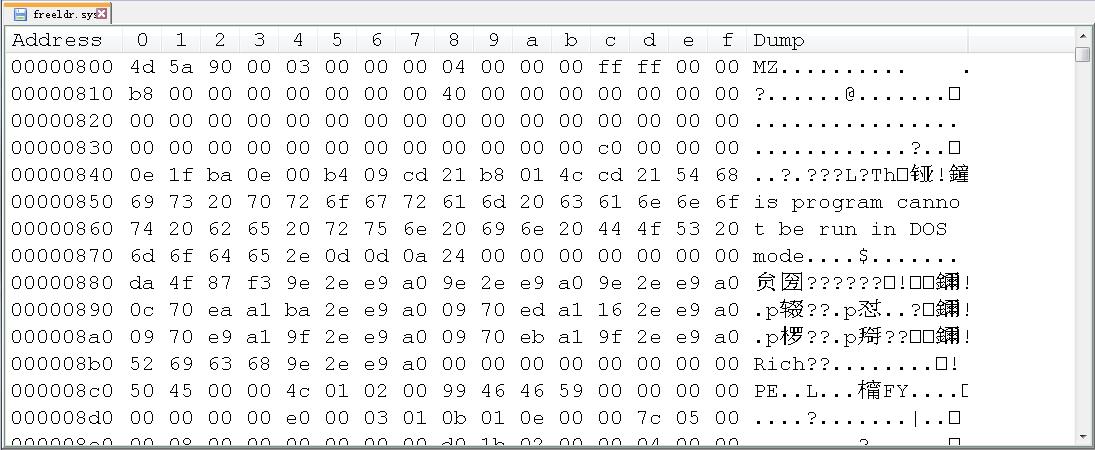 freeldr.sys
Address 0 1 2 3 4 5 6 7 8 9 a b c d e f Dump
00000800 4d 5a 90 00 03 00 00 00 04 00 00 00 ff ff 00 00 MZ.......... .
00000810 b8 00 00 00 00 00 00 00 40 00 00 00 00 00 00 00 ?......@.......□
00000820 00 00 00 00 00 00 00 00 00 00 00 00 00 00 00 00 ................
00000830 00 00 00 00 00 00 00 00 00 00 00 00 c0 00 00 00 ............?..□
00000840 0e 1f ba 0e 00 b4 09 cd 21 b8 01 4c cd 21 54 68 ..?.???L?Th□铔!鑵
00000850 69 73 20 70 72 6f 67 72 61 6d 20 63 61 6e 6e 6f is program canno
00000860 74 20 62 65 20 72 75 6e 20 69 6e 20 44 4f 53 20 t be run in DOS
00000870 6d 6f 64 65 2e 0d 0d 0a 24 00 00 00 00 00 00 00 mode....$.......
00000880 da 4f 87 f3 9e 2e e9 a0 9e 2e e9 a0 9e 2e e9 a0 ??????□!□□鏰!
00000890 0c 70 ea a1 ba 2e e9 a0 09 70 ed a1 16 2e e9 a0 .p辍??.p怼..?□鏰!
000008a0 09 70 e9 a1 9f 2e e9 a0 09 70 eb a1 9f 2e e9 a0 .p椤??.p??□□鏰!
000008b0 52 69 63 68 9e 2e e9 a0 00 00 00 00 00 00 00 00 Rich??........□!
000008c0 50 45 00 00 4c 01 02 00 99 46 46 59 00 00 00 00 PE..L...橣FY....
000008d0 00 00 00 00 e0 00 03 01 0b 01 0e 00 00 7c 05 00 ....?........|..□